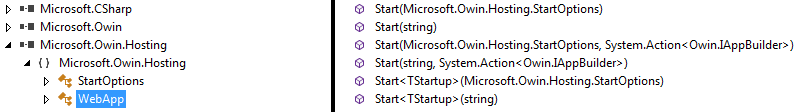 Microsoft.CSharp
Microsoft.Owin
Microsoft.Owin.Hosting
{ } Microsoft.Owin.Hosting
StartOptions
WebApp
Start(Microsoft.Owin.Hosting.StartOptions)
Start(string)
Start(Microsoft.Owin.Hosting.StartOptions, System.Action<Owin.IAppBuilder>)
Start(string, System.Action<Owin.IAppBuilder>)
Start<TStartup>(Microsoft.Owin.Hosting.StartOptions)
Start<TStartup>(string)